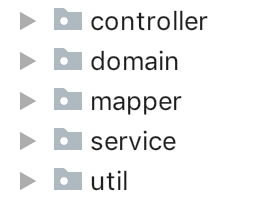 controller
domain
mapper
service
util